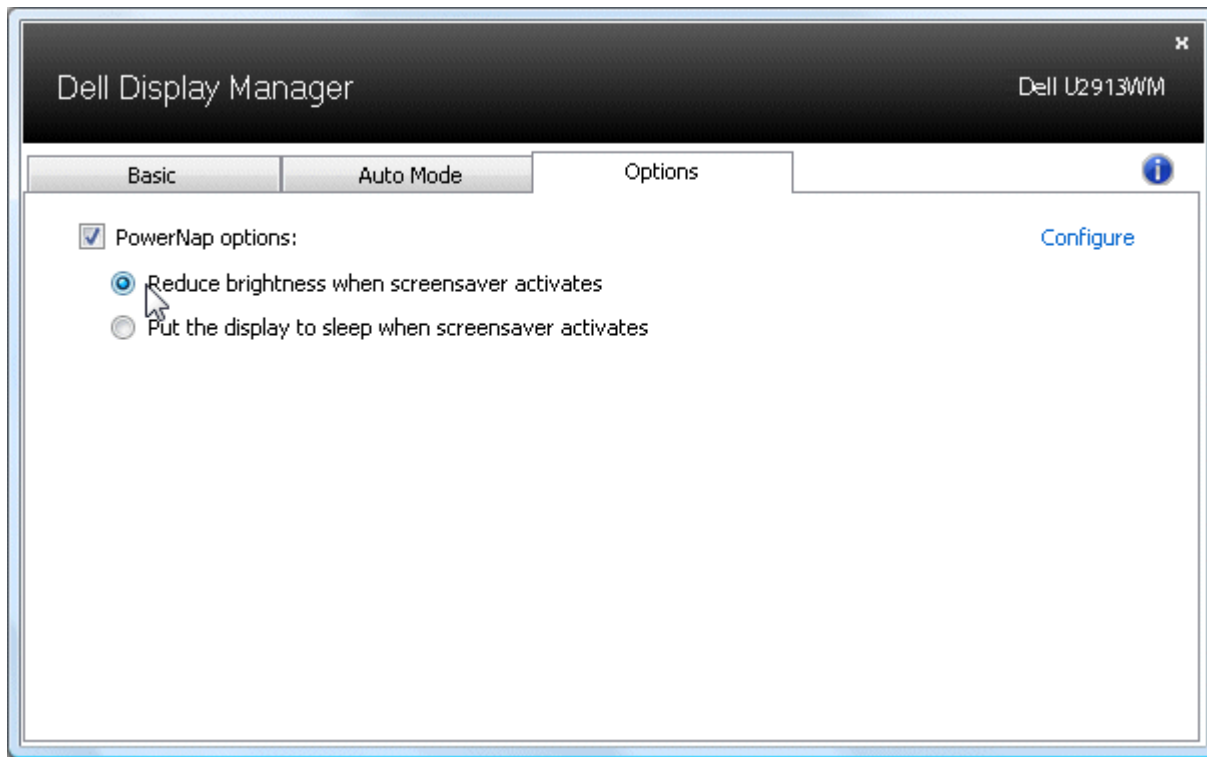 Dell Display Manager
Dell U2913WM
Basic
Auto Mode
Options
PowerNap options:
Configure
Reduce brightness when screensaver activates
Put the display to sleep when screensaver activates